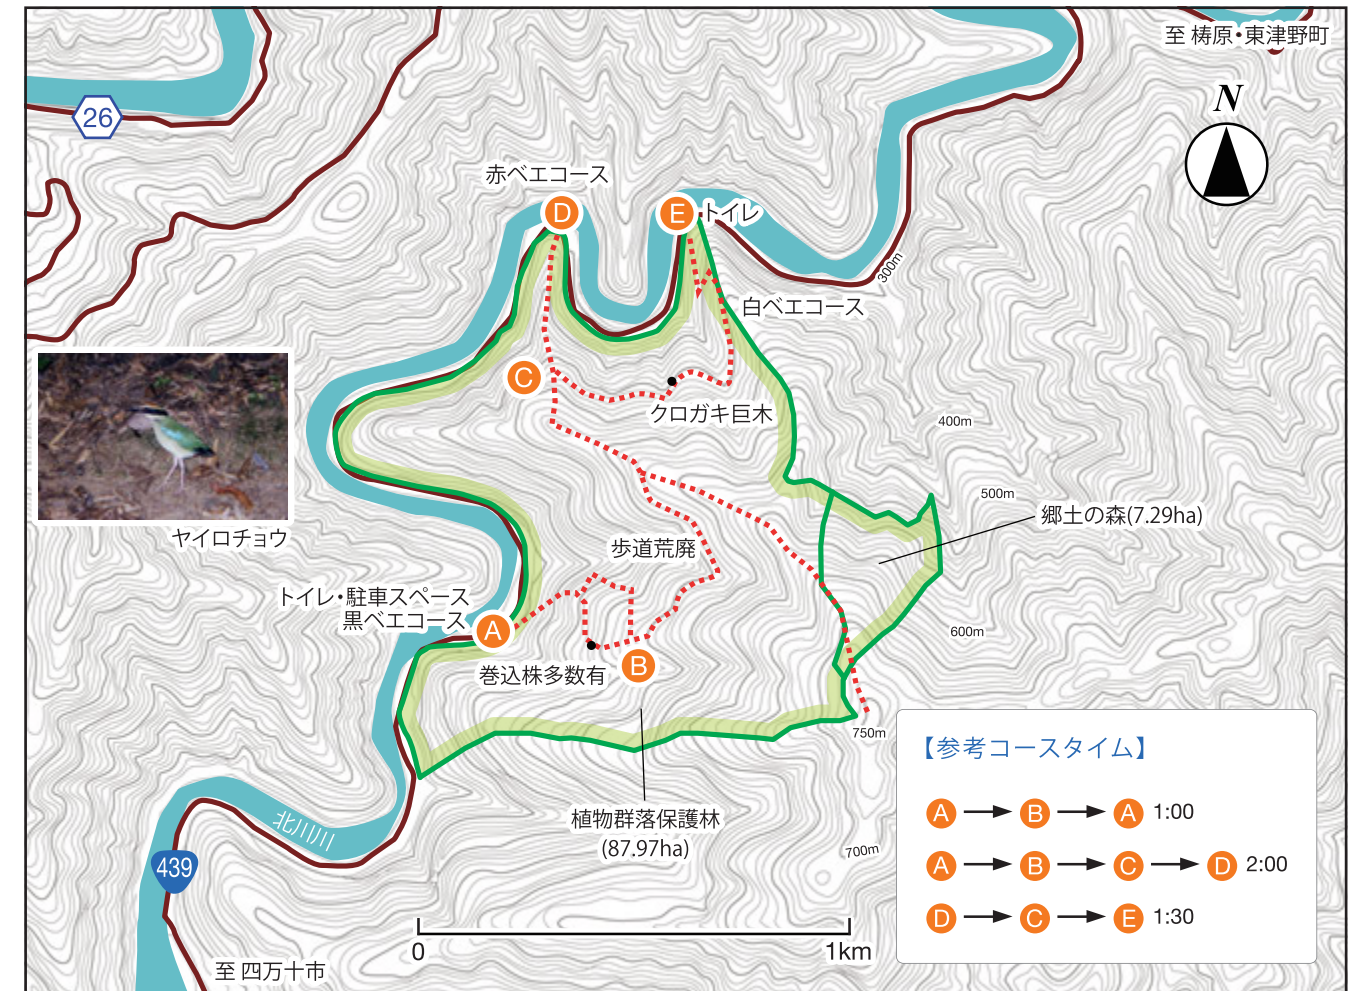 至 梼原・東津野町
26
N
赤ベエコース
D
E
トイレ
300m
白ベエコース
C
クロガキ巨木
400m
500m
郷土の森(7.29ha)
ヤイロチョウ
歩道荒廃
トイレ・駐車スペース
黒ベエコース
A
600m
巻込株多数有
B
750m
【参考コースタイム】
A B A 1:00
A B C D 2:00
D C E 1:30
植物群落保護林
(87.97ha)
北川川
700m
439
0 1km
至 四万十市